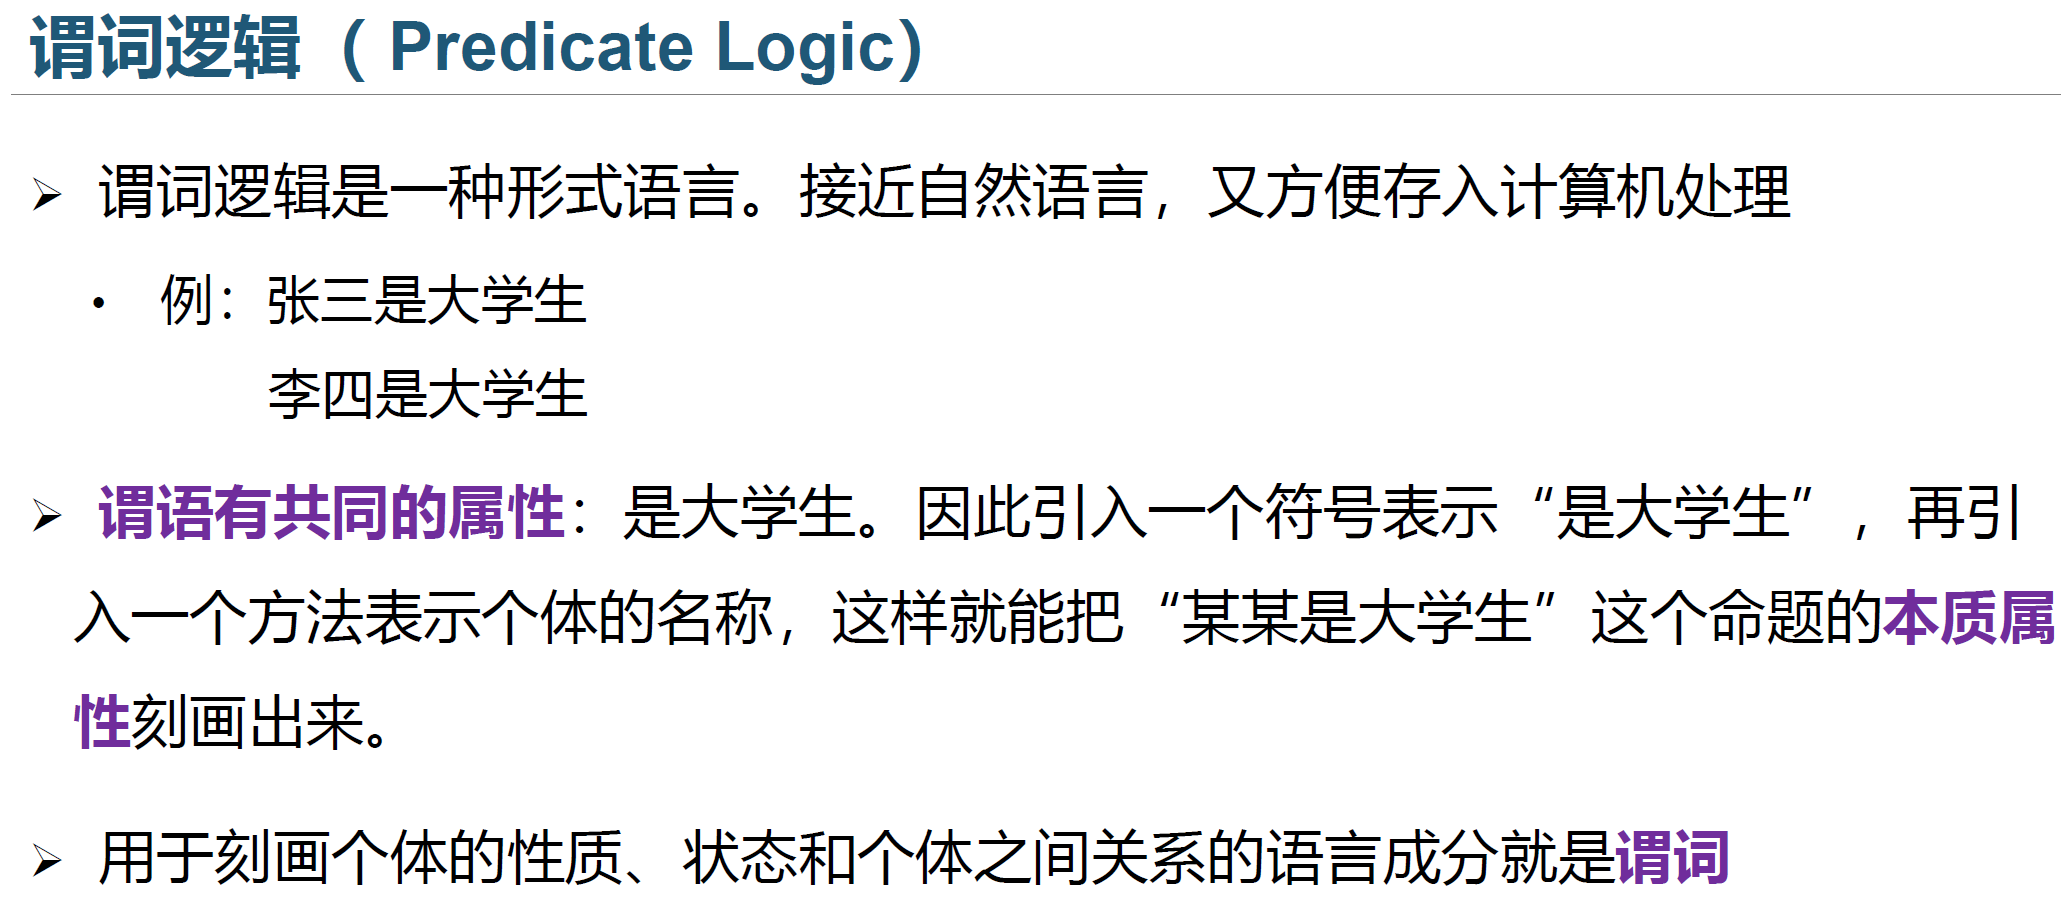 谓词逻辑（ Predicate Logic）
➢ 谓词逻辑是一种形式语言。接近自然语言，又方便存入计算机处理
• 例：张三是大学生
李四是大学生
➢ 谓语有共同的属性：是大学生。因此引入一个符号表示“是大学生”，再引
入一个方法表示个体的名称，这样就能把“某某是大学生”这个命题的本质属
性刻画出来。
➢ 用于刻画个体的性质、状态和个体之间关系的语言成分就是谓词